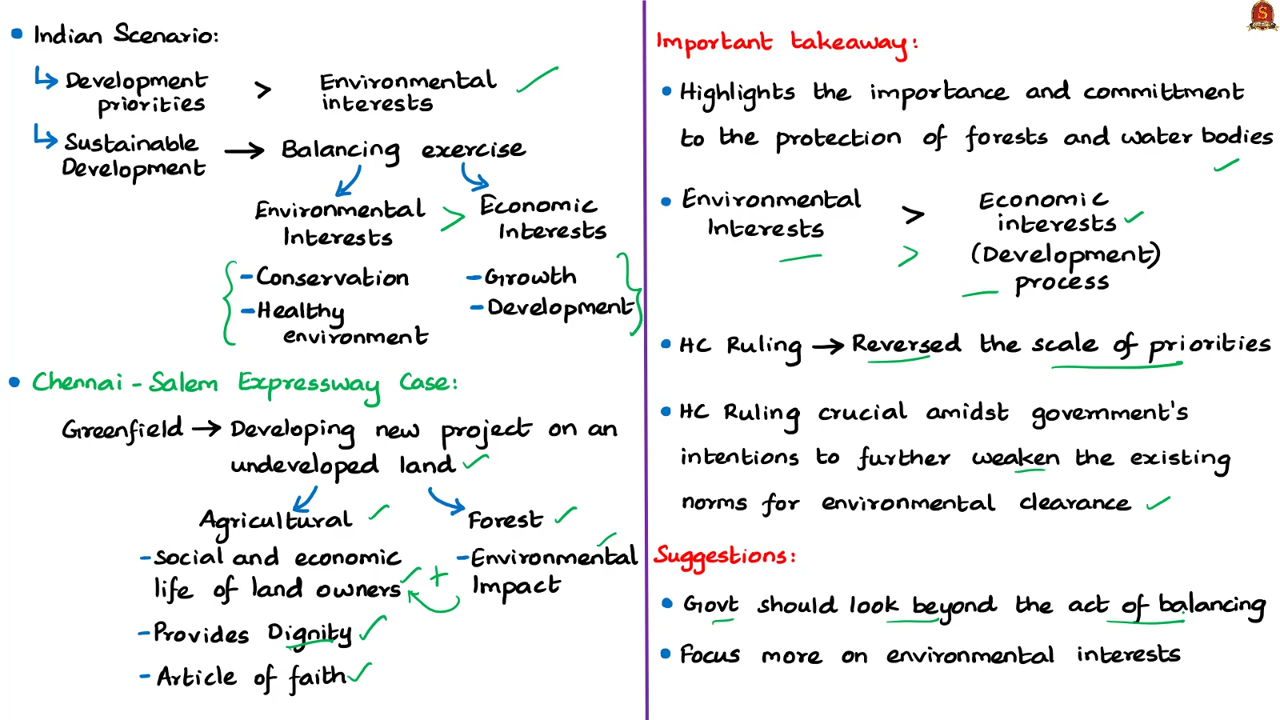 • Indian Scenario:
↳ Development priorities > Environmental interests ✓
↳ Sustainable Development → Balancing exercise
Environmental Interests > Economic Interests
- Conservation
- Healthy environment
- Growth
- Development
• Chennai - Salem Expressway Case:
Greenfield → Developing new project on an
undeveloped land ✓
Agricultural ✓
- Social and economic
life of land owners ✓
- Provides Dignity ✓
- Article of faith ✓
+
Forest ✓
- Environmental
Impact
Important takeaway:
• Highlights the importance and committment
to the protection of forests and water bodies ✓
• Environmental Interests > Economic interests ✓
> (Development) process
• HC Ruling → Reversed the scale of priorities
• HC Ruling crucial amidst government's
intentions to further weaken the existing
norms for environmental clearance ✓
Suggestions:
• Govt should look beyond the act of balancing
• Focus more on environmental interests
S